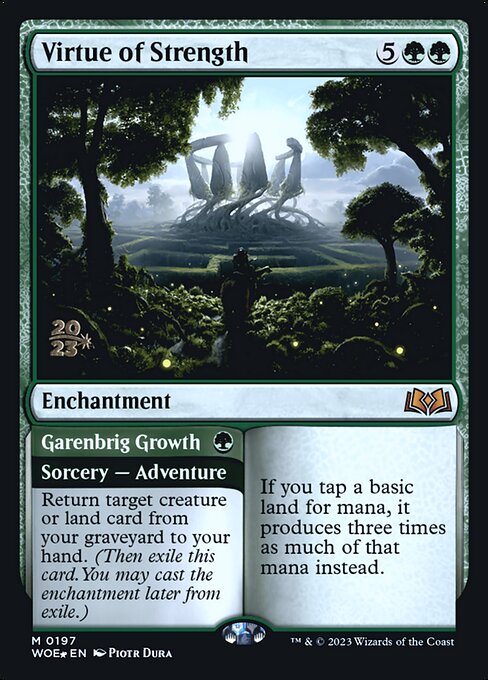 Virtue of Strength 5
20
23
Enchantment
Garenbrig Growth
Sorcery — Adventure
Return target creature
or land card from
your graveyard to your
hand. (Then exile this
card.You may cast the
enchantment later from
exile.)
If you tap a basic
land for mana, it
produces three times
as much of that
mana instead.
M 0197
WOE★EN Piotr Dura
™ & © 2023 Wizards of the Coast